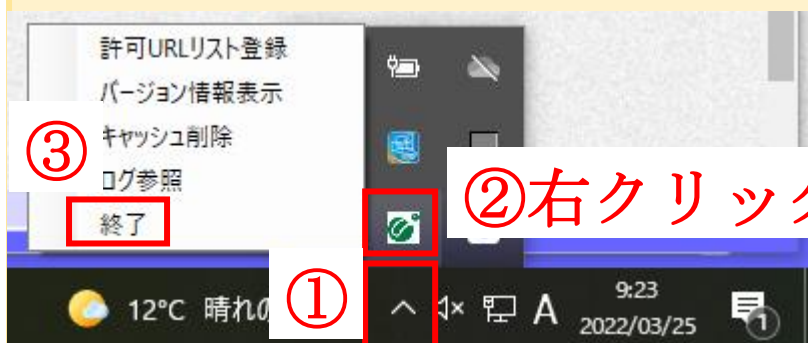 許可URLリスト登録
バージョン情報表示
キャッシュ削除
ログ参照
終了
③
②右クリック
①
12°C 晴れの
A
9:23
2022/03/25
1